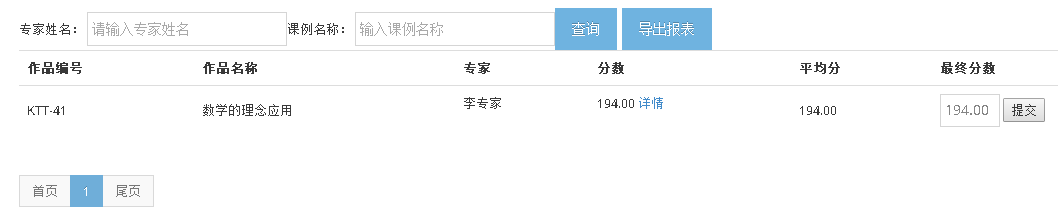 专家姓名： 请输入专家姓名 课例名称： 输入课例名称 查询 导出报表
作品编号 作品名称 专家 分数 平均分 最终分数
KTT-41 数学的理念应用 李专家 194.00 详情 194.00 194.00 提交
首页 1 尾页